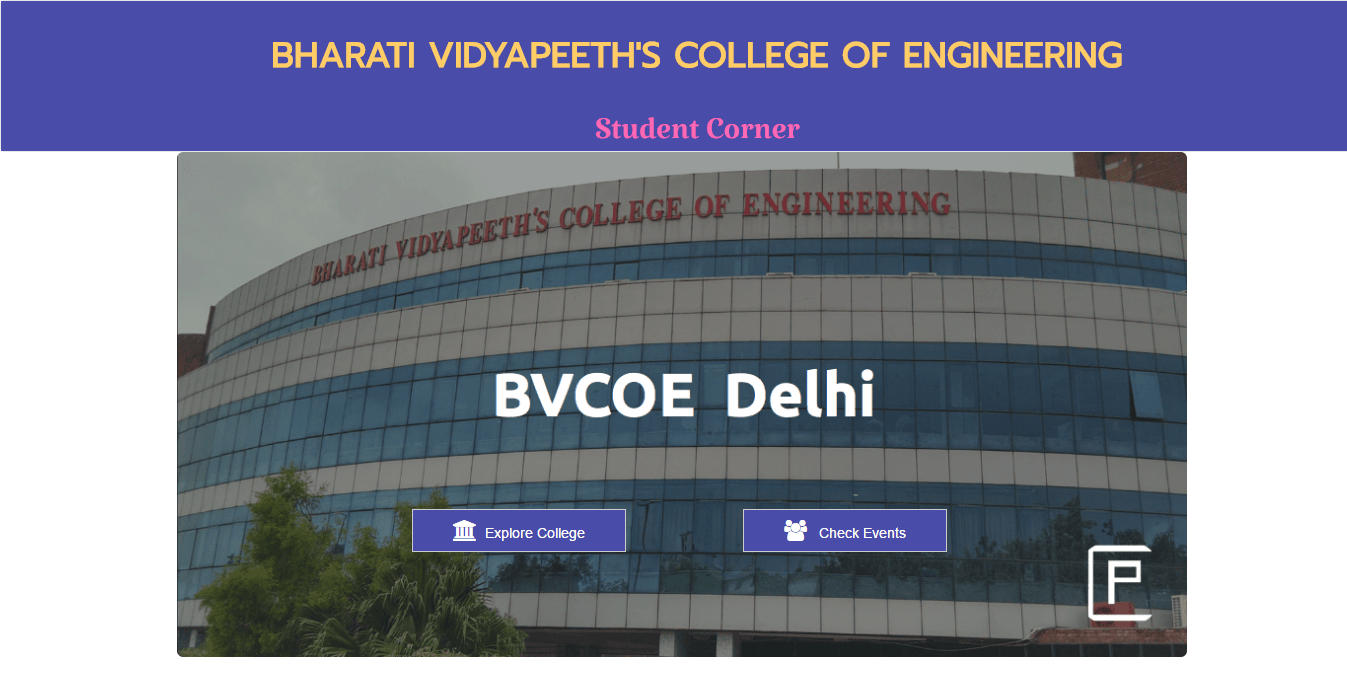 BHARATI VIDYAPEETH'S COLLEGE OF ENGINEERING
Student Corner
BHARATI VIDYAPEETH'S COLLEGE OF ENGINEERING
BVCOE Delhi
Explore College
Check Events
P